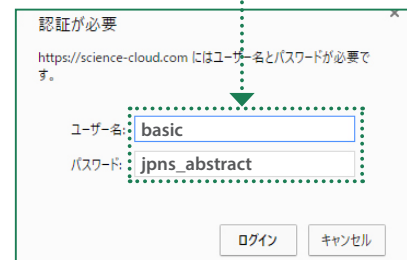 認証が必要
https://science-cloud.com にはユーザー名とパスワードが必要で
す。
ユーザー名: basic
パスワード: jpns_abstract
ログイン キャンセル